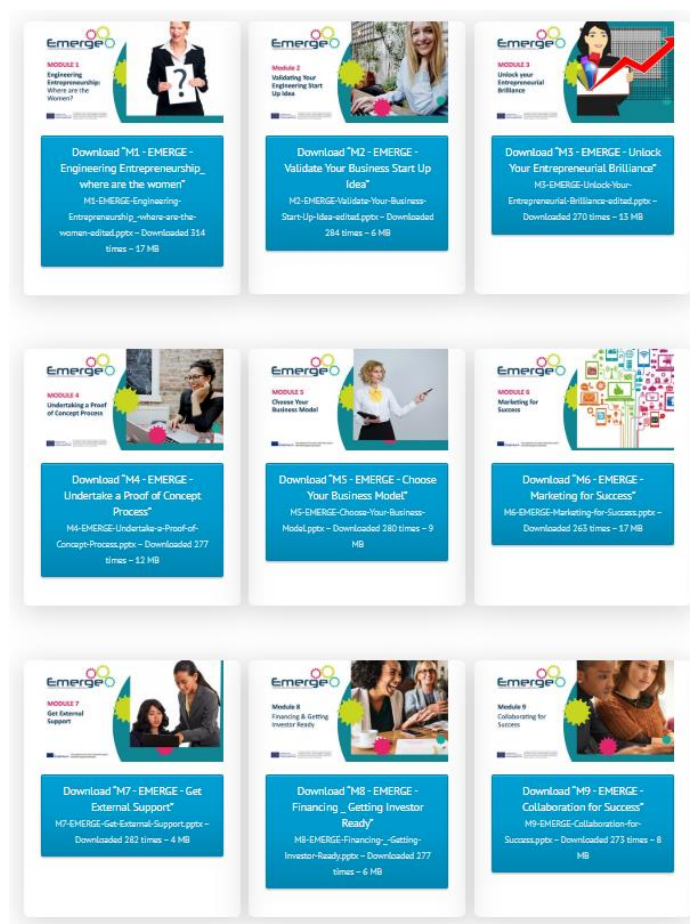 Emerge
MODULE 1
Engineering
Entrepreneurship:
Where are the
Women?
Download “M1 - EMERGE -
Engineering Entrepreneurship_
where are the women”
M1-EMERGE-Engineering-
Entrepreneurship_-where-are-the-
women-edited.pptx – Downloaded 314
times – 17 MB
Emerge
Module 2
Validating Your
Engineering Start
Up Idea
Download “M2 - EMERGE -
Validate Your Business Start Up
Idea”
M2-EMERGE-Validate-Your-Business-
Start-Up-Idea-edited.pptx – Downloaded
284 times – 6 MB
Emerge
MODULE 3
Unlock your
Entrepreneurial
Brilliance
Download “M3 - EMERGE - Unlock
Your Entrepreneurial Brilliance”
M3-EMERGE-Unlock-Your-
Entrepreneurial-Brilliance-edited.pptx –
Downloaded 270 times – 13 MB
Emerge
MODULE 4
Undertaking a Proof
of Concept Process
Download “M4 - EMERGE -
Undertake a Proof of Concept
Process”
M4-EMERGE-Undertake-a-Proof-of-
Concept-Process.pptx – Downloaded 277
times – 12 MB
Emerge
MODULE 5
Choose Your
Business Model
Download “M5 - EMERGE - Choose
Your Business Model”
M5-EMERGE-Choose-Your-Business-
Model.pptx – Downloaded 280 times – 9
MB
Emerge
MODULE 6
Marketing for
Success
Download “M6 - EMERGE -
Marketing for Success”
M6-EMERGE-Marketing-for-Success.pptx –
Downloaded 263 times – 17 MB
Emerge
MODULE 7
Get External
Support
Download “M7 - EMERGE - Get
External Support”
M7-EMERGE-Get-External-Support.pptx –
Downloaded 282 times – 4 MB
Emerge
Module 8
Financing & Getting
Investor Ready
Download “M8 - EMERGE -
Financing _ Getting Investor
Ready”
M8-EMERGE-Financing-_-Getting-
Investor-Ready.pptx – Downloaded 277
times – 6 MB
Emerge
Module 9
Collaborating for
Success
Download “M9 - EMERGE -
Collaboration for Success”
M9-EMERGE-Collaboration-for-
Success.pptx – Downloaded 273 times – 8
MB